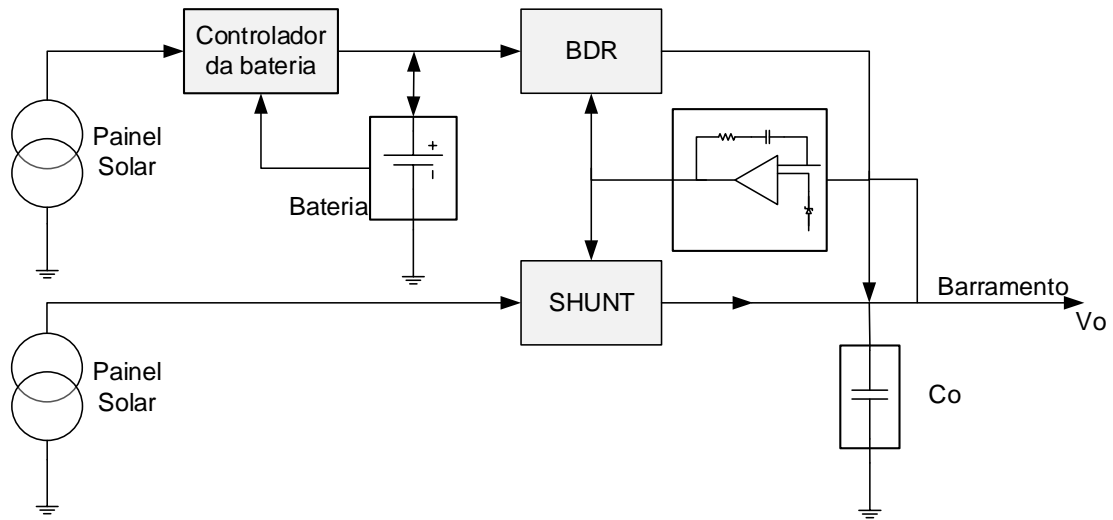 Controlador
da bateria
BDR
Painel
Solar
+
Bateria
SHUNT
Barramento
Vo
Painel
Solar
Co